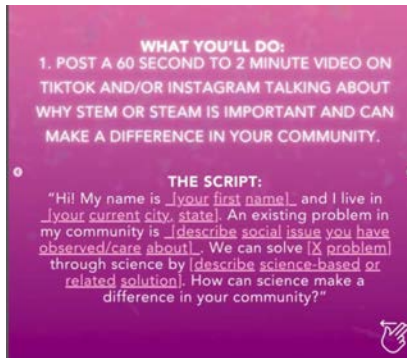 WHAT YOU'LL DO:
1. POST A 60 SECOND TO 2 MINUTE VIDEO ON
TIKTOK AND/OR INSTAGRAM TALKING ABOUT
WHY STEM OR STEAM IS IMPORTANT AND CAN
MAKE A DIFFERENCE IN YOUR COMMUNITY.
THE SCRIPT:
“Hi! My name is _[your first name]_ and I live in
_[your current city, state]. An existing problem in
my community is _[describe social issue you have
observed/care about]_. We can solve [X problem]
through science by [describe science-based or
related solution]. How can science make a
difference in your community?”